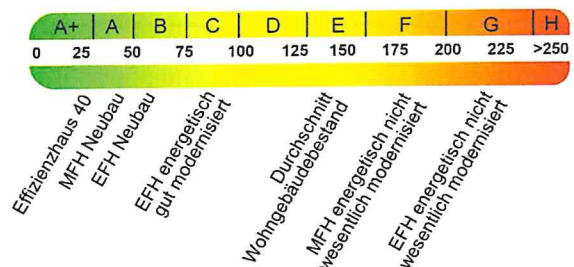 A+ A B C D E F G H
0 25 50 75 100 125 150 175 200 225 >250
Effizienzhaus 40
MFH Neubau
EFH Neubau
EFH energetisch
gut modernisiert
Durchschnitt
Wohngebäudebestand
MFH energetisch nicht
wesentlich modernisiert
EFH energetisch nicht
wesentlich modernisiert